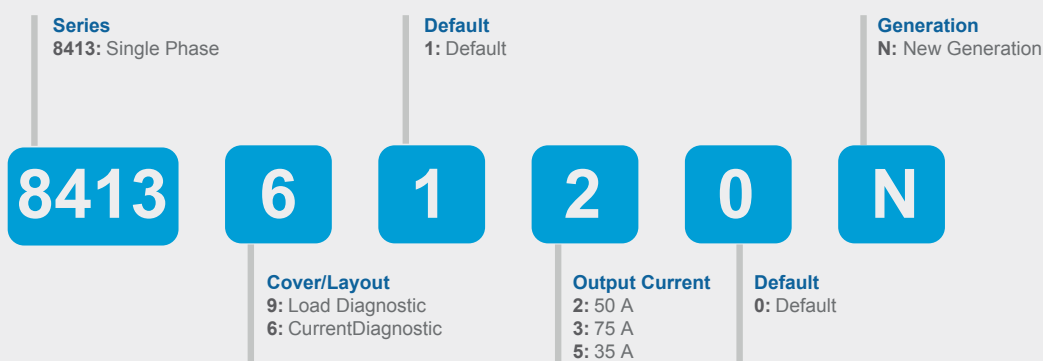 Series
8413: Single Phase
Default
1: Default
Generation
N: New Generation
8413 6 1 2 0 N
Cover/Layout
9: Load Diagnostic
6: CurrentDiagnostic
Output Current
2: 50 A
3: 75 A
5: 35 A
Default
0: Default